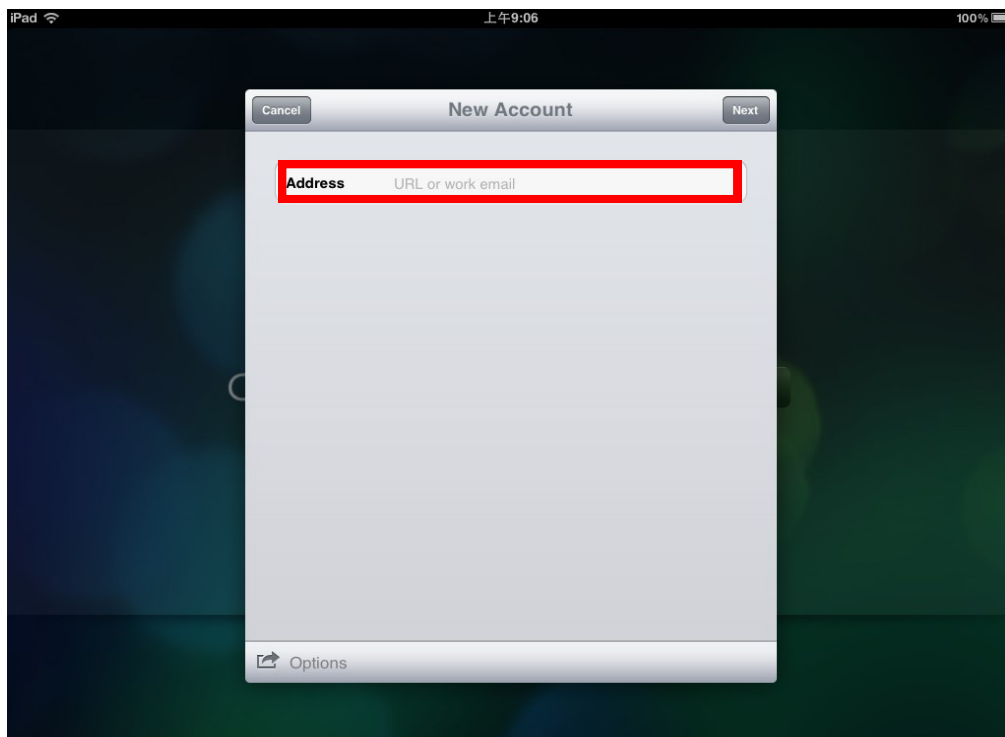 iPad 上午9:06 100%
Cancel New Account Next
Address URL or work email
Options